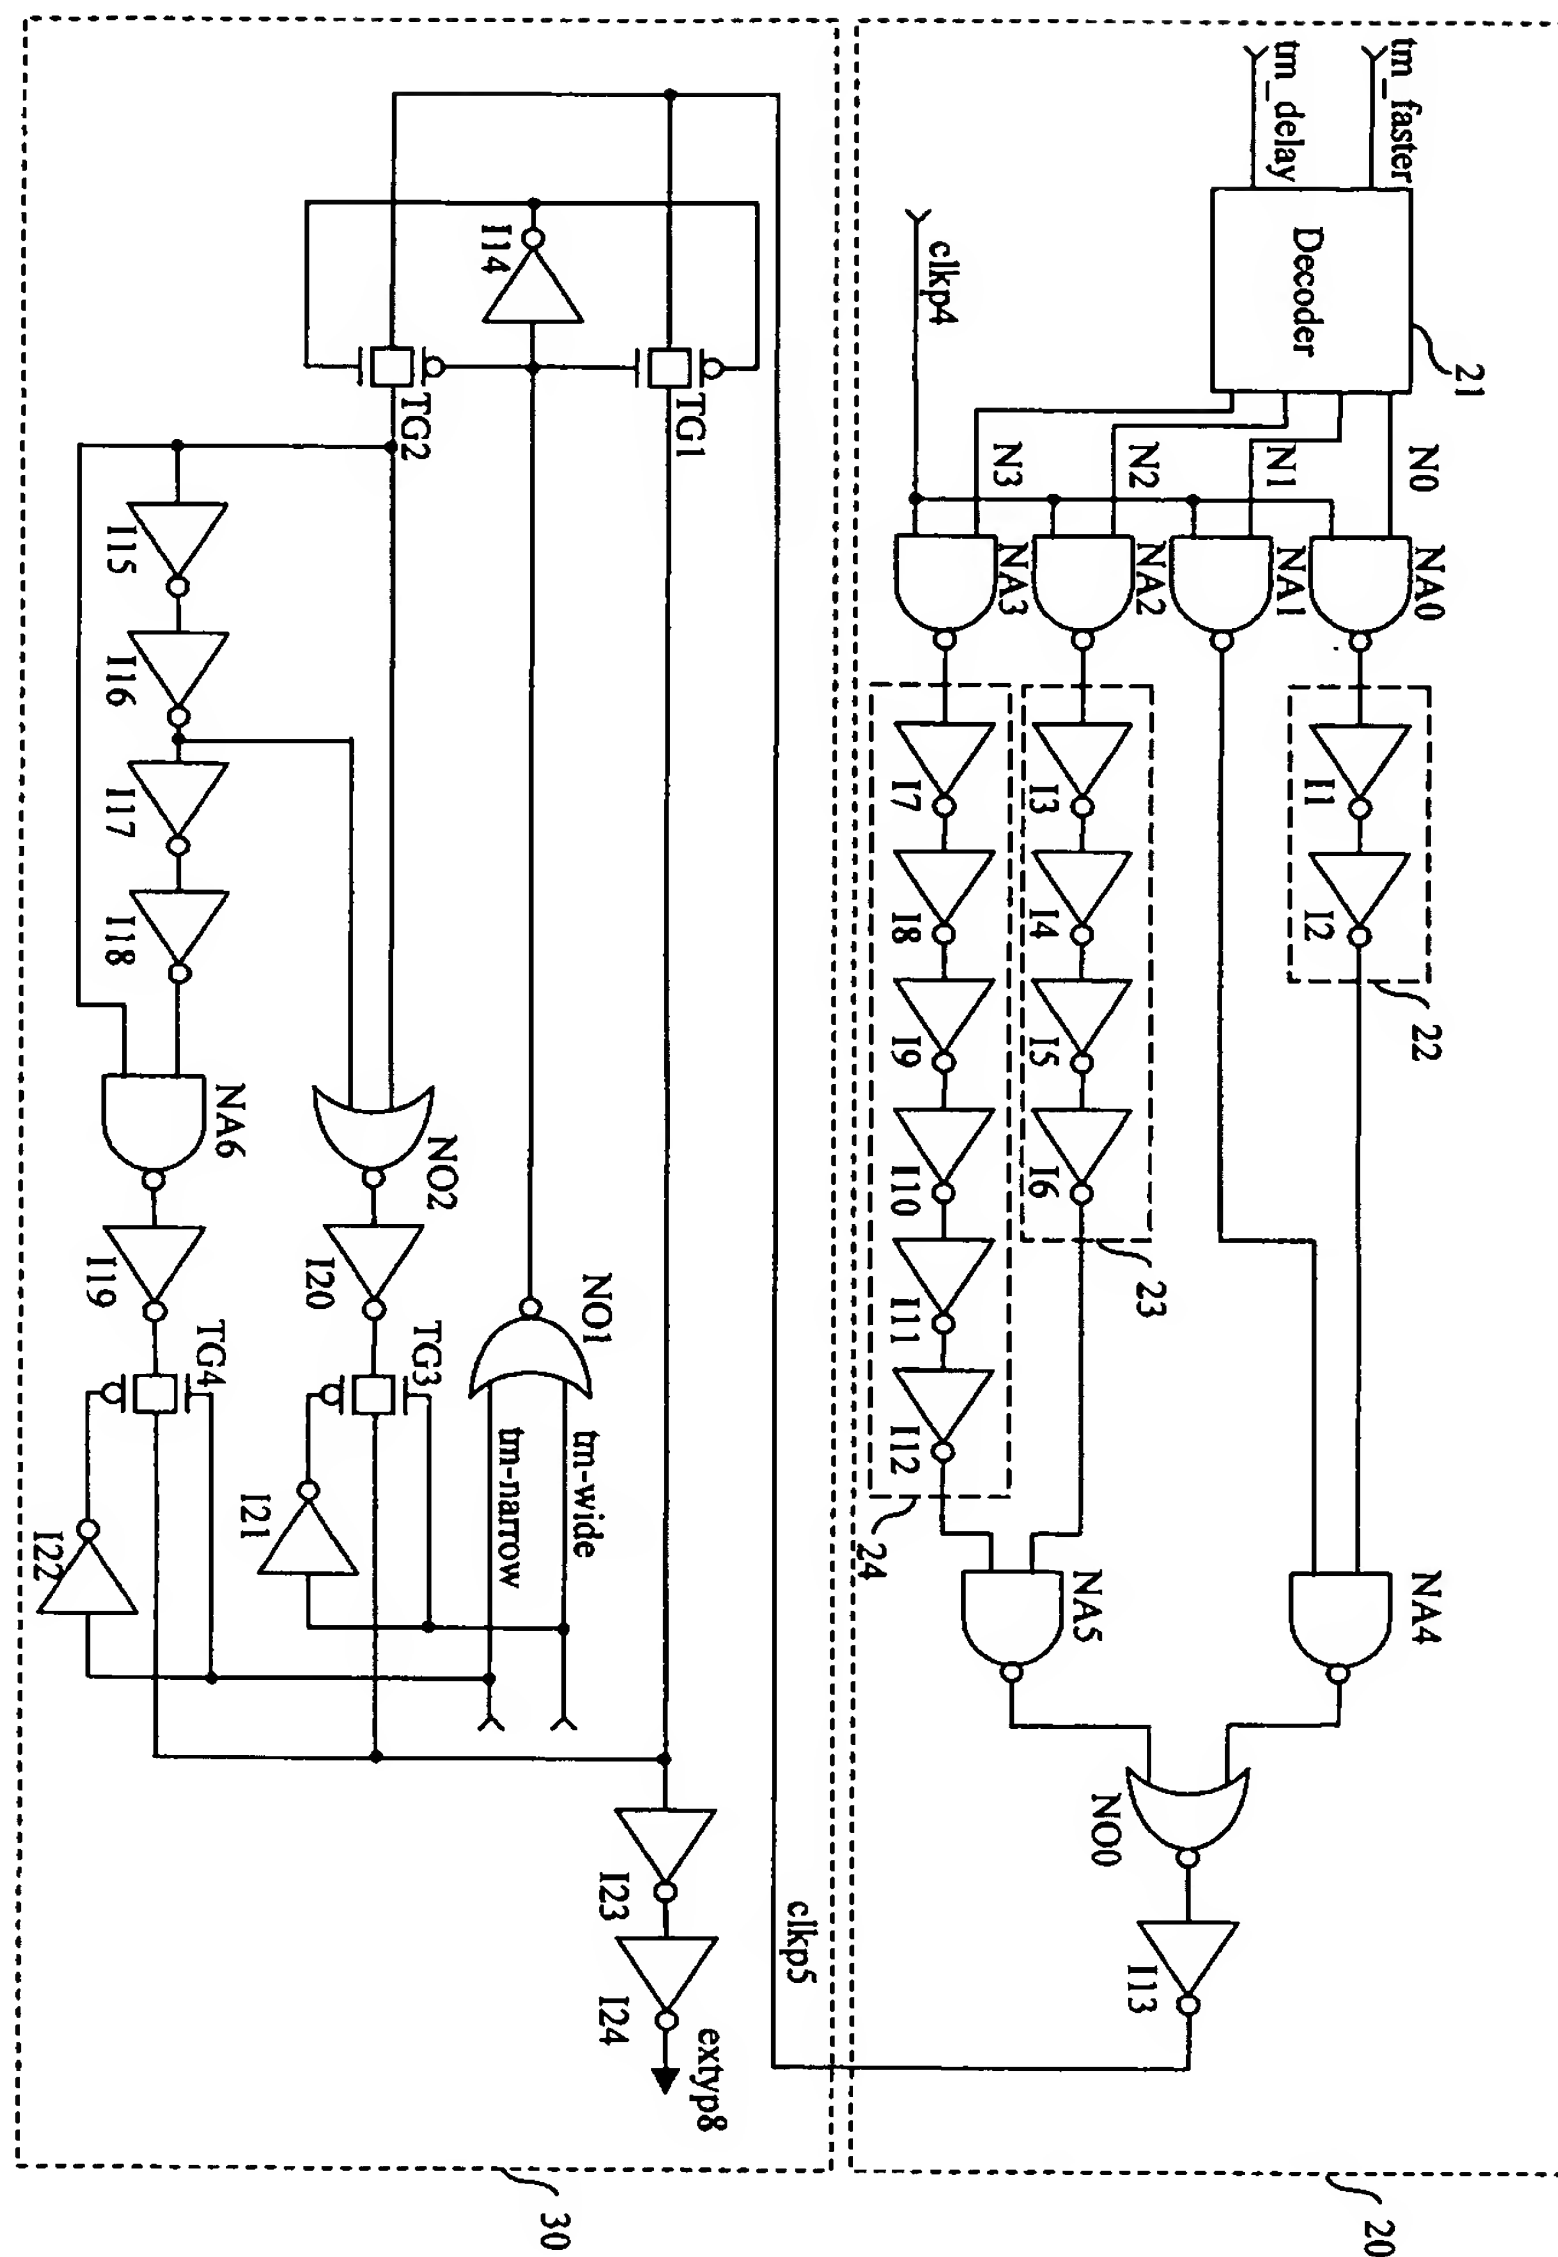 tm_faster
tm_delay
Decoder
21
clkp4
N0
N1
N2
N3
NA0
NA1
NA2
NA3
I1
I2
22
I3
I4
I5
I6
23
I7
I8
I9
I10
I11
I12
24
NA4
NA5
NO0
I13
20
clkp5
I14
TG1
TG2
I15
I16
I17
I18
NA6
NO2
NO1
I19
I20
TG3
TG4
tm-wide
tm-narrow
I21
I22
I23
I24
extyp8
30